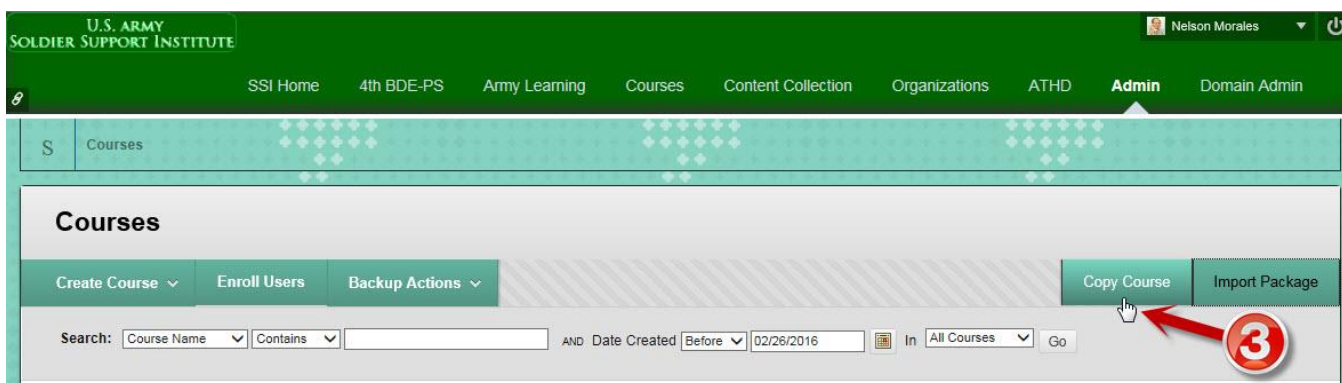 U.S. ARMY
SOLDIER SUPPORT INSTITUTE
Nelson Morales
SSI Home 4th BDE-PS Army Learning Courses Content Collection Organizations ATHD Admin Domain Admin
S Courses
Courses
Create Course Enroll Users Backup Actions Copy Course Import Package
Search: Course Name Contains AND Date Created Before 02/26/2016 In All Courses Go
3